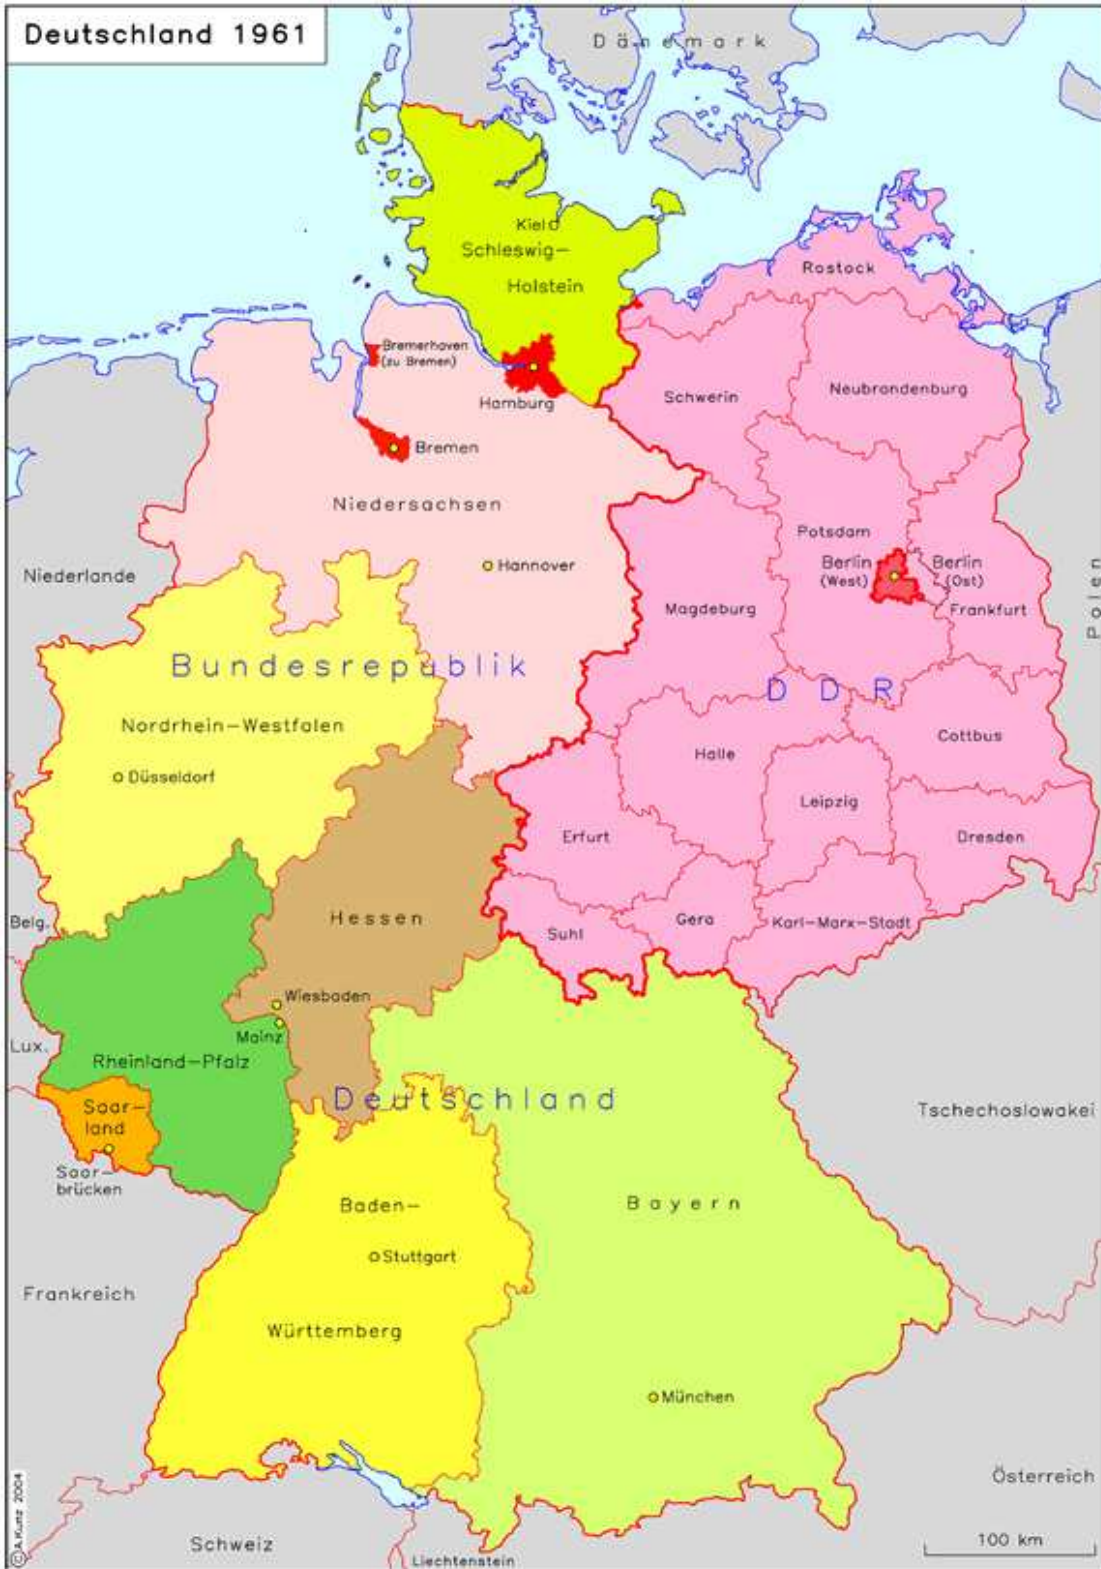 Deutschland 1961
Dänemark
Kiel
Schleswig-
Holstein
Rostock
Bremerhaven
(zu Bremen)
Hamburg
Schwerin
Neubrandenburg
Bremen
Niedersachsen
Potsdam
Niederlande
Hannover
Berlin
(West)
Berlin
(Ost)
Polen
Magdeburg
Frankfurt
Bundesrepublik
DDR
Nordrhein-Westfalen
Düsseldorf
Halle
Cottbus
Leipzig
Erfurt
Dresden
Belg.
Hessen
Suhl
Gera
Karl-Marx-Stadt
Wiesbaden
Mainz
Lux.
Rheinland-Pfalz
Deutschland
Tschechoslowakei
Saar-
land
Saar-
brücken
Baden-
Bayern
Stuttgart
Frankreich
Württemberg
München
Österreich
© A.Kunz 2004
Schweiz
Liechtenstein
100 km